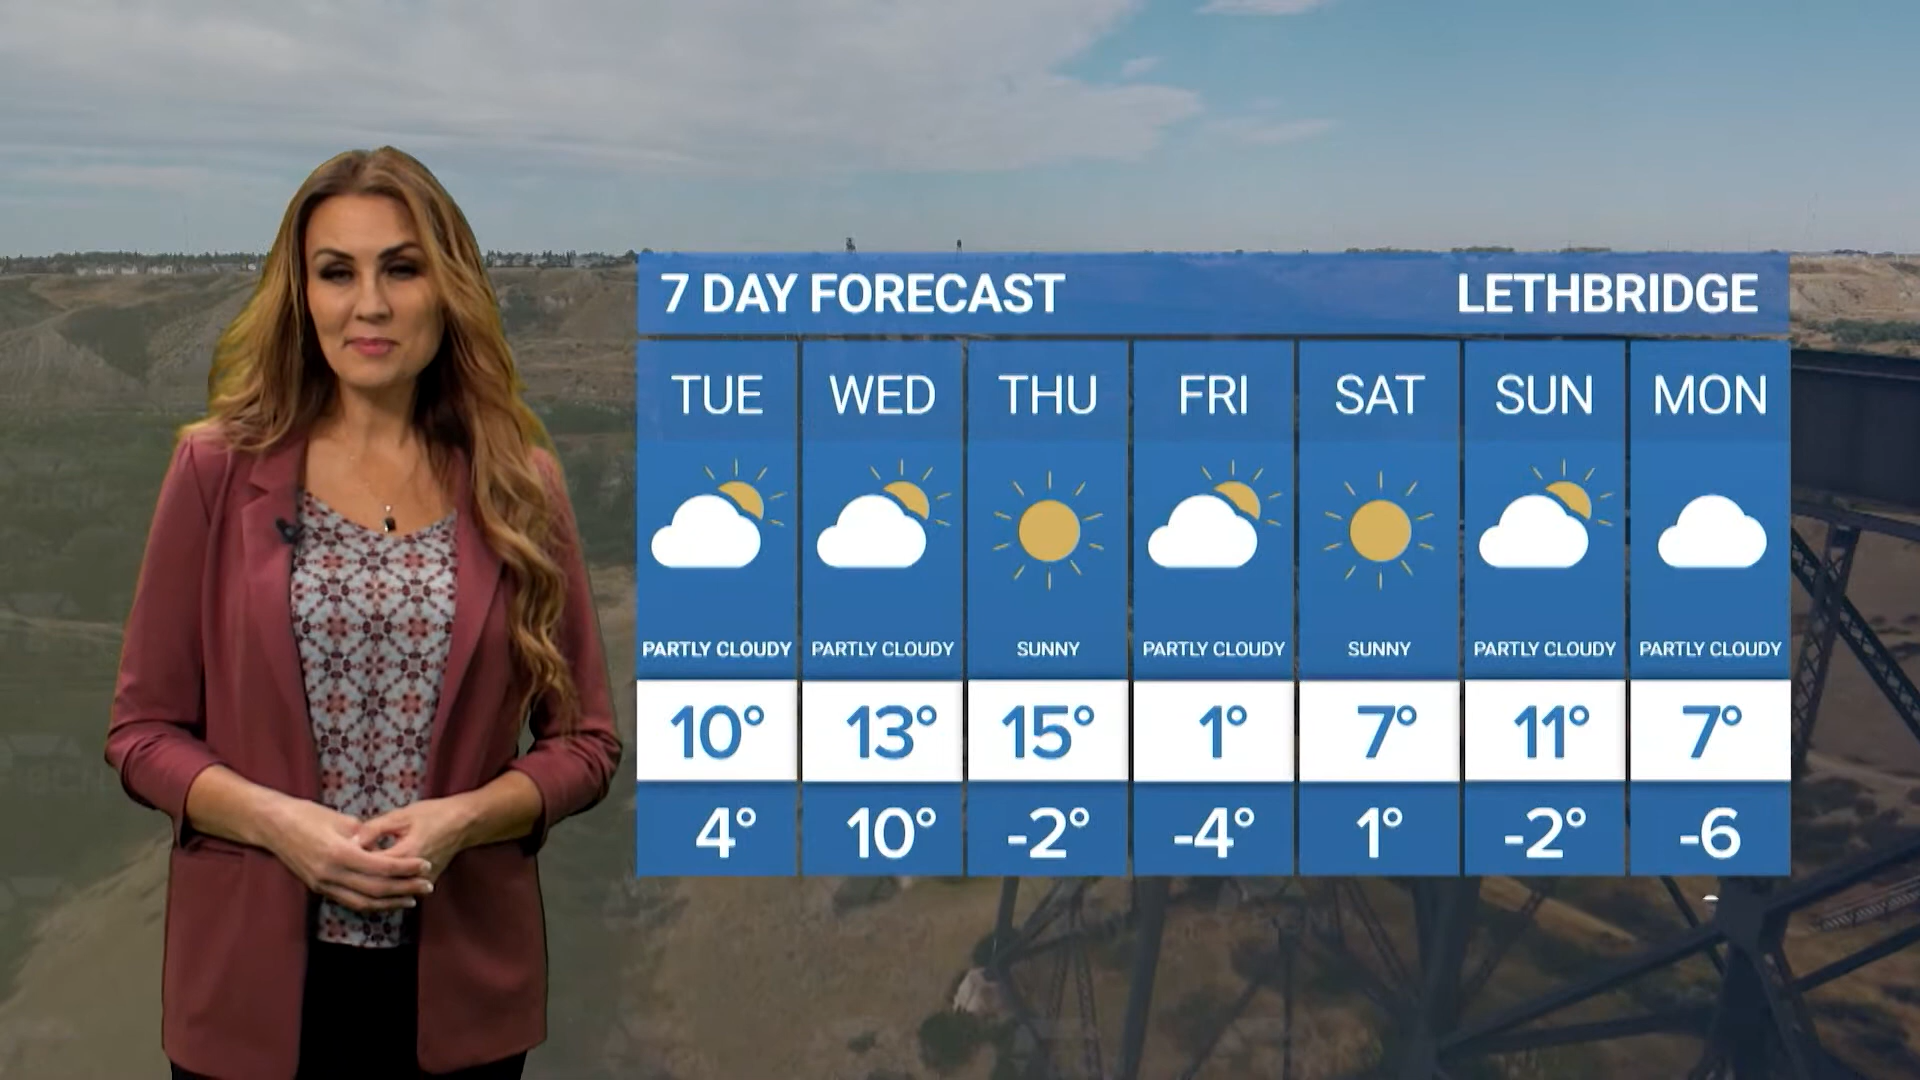 7 DAY FORECAST LETHBRIDGE
TUE WED THU FRI SAT SUN MON
PARTLY CLOUDY PARTLY CLOUDY SUNNY PARTLY CLOUDY SUNNY PARTLY CLOUDY PARTLY CLOUDY
10° 13° 15° 1° 7° 11° 7°
4° 10° -2° -4° 1° -2° -6